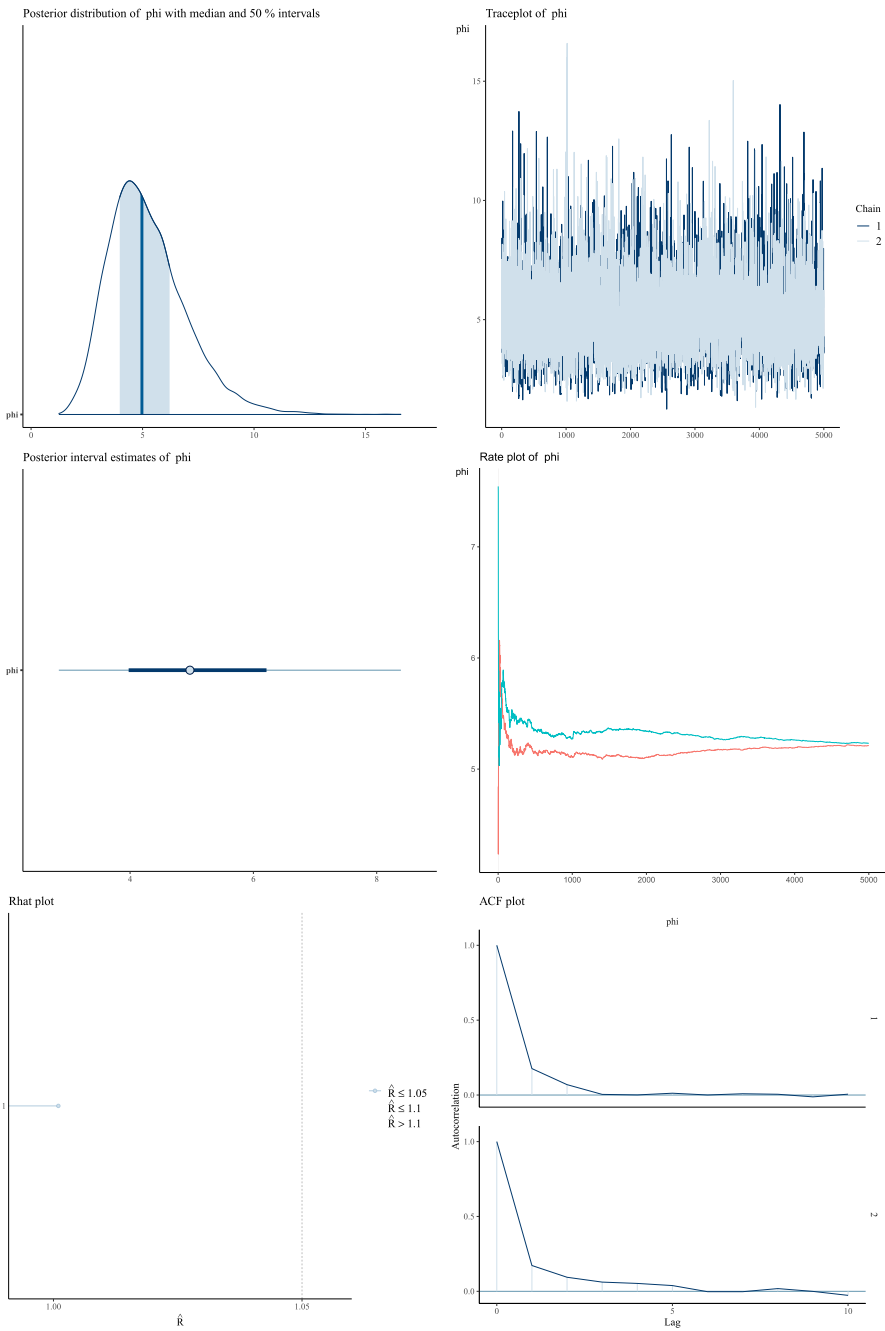 Posterior distribution of phi with median and 50 % intervals
phi
0
5
10
15
Traceplot of phi
phi
15
10
5
0
1000
2000
3000
4000
5000
Chain
1
2
Posterior interval estimates of phi
phi
4
6
8
Rate plot of phi
phi
7
6
5
0
1000
2000
3000
4000
5000
Rhat plot
1
1.00
1.05
R̂
R̂ ≤ 1.05
R̂ ≤ 1.1
R̂ > 1.1
ACF plot
phi
1.0
0.5
0.0
1
Autocorrelation
1.0
0.5
0.0
2
0
5
10
Lag